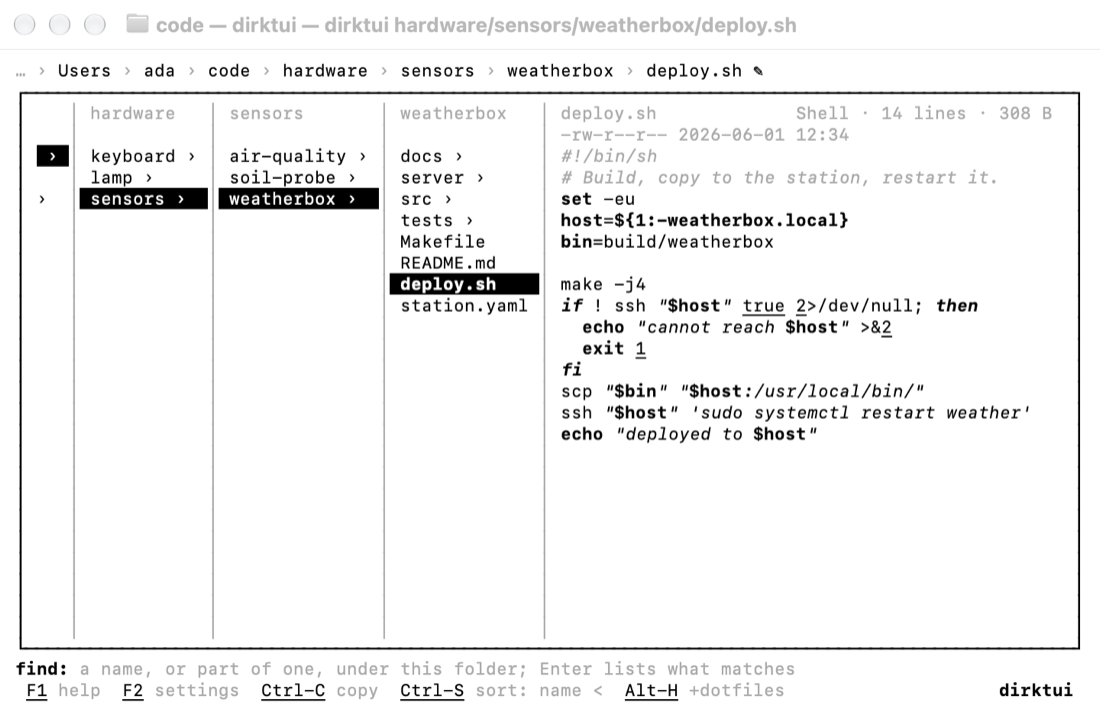 code — dirktui — dirktui hardware/sensors/weatherbox/deploy.sh
… › Users › ada › code › hardware › sensors › weatherbox › deploy.sh ✎
hardware
›
keyboard ›
lamp ›
› sensors ›
sensors
air-quality ›
soil-probe ›
weatherbox ›
weatherbox
docs ›
server ›
src ›
tests ›
Makefile
README.md
deploy.sh
station.yaml
deploy.sh Shell · 14 lines · 308 B
-rw-r--r-- 2026-06-01 12:34
#!/bin/sh
# Build, copy to the station, restart it.
set -eu
host=${1:-weatherbox.local}
bin=build/weatherbox

make -j4
if ! ssh "$host" true 2>/dev/null; then
  echo "cannot reach $host" >&2
  exit 1
fi
scp "$bin" "$host:/usr/local/bin/"
ssh "$host" 'sudo systemctl restart weather'
echo "deployed to $host"
find: a name, or part of one, under this folder; Enter lists what matches
F1 help F2 settings Ctrl-C copy Ctrl-S sort: name < Alt-H +dotfiles dirktui